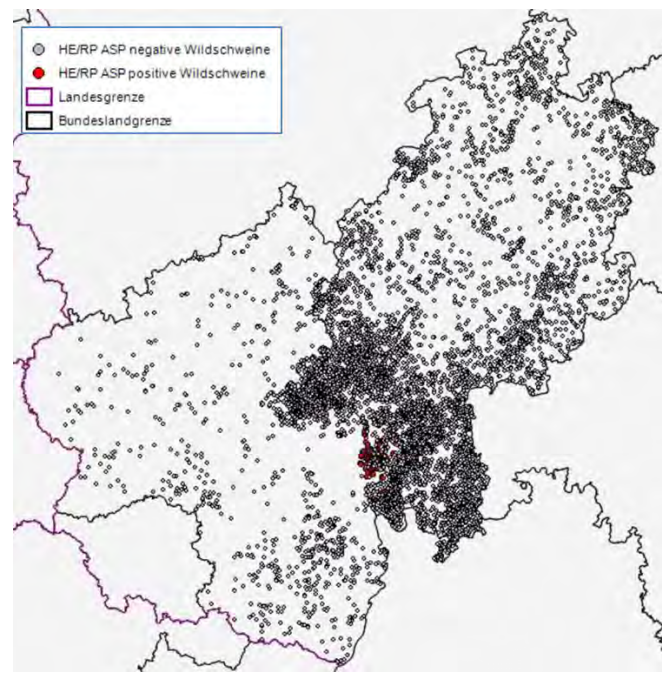 HE/RP ASP negative Wildschweine
HE/RP ASP positive Wildschweine
Landesgrenze
Bundeslandgrenze